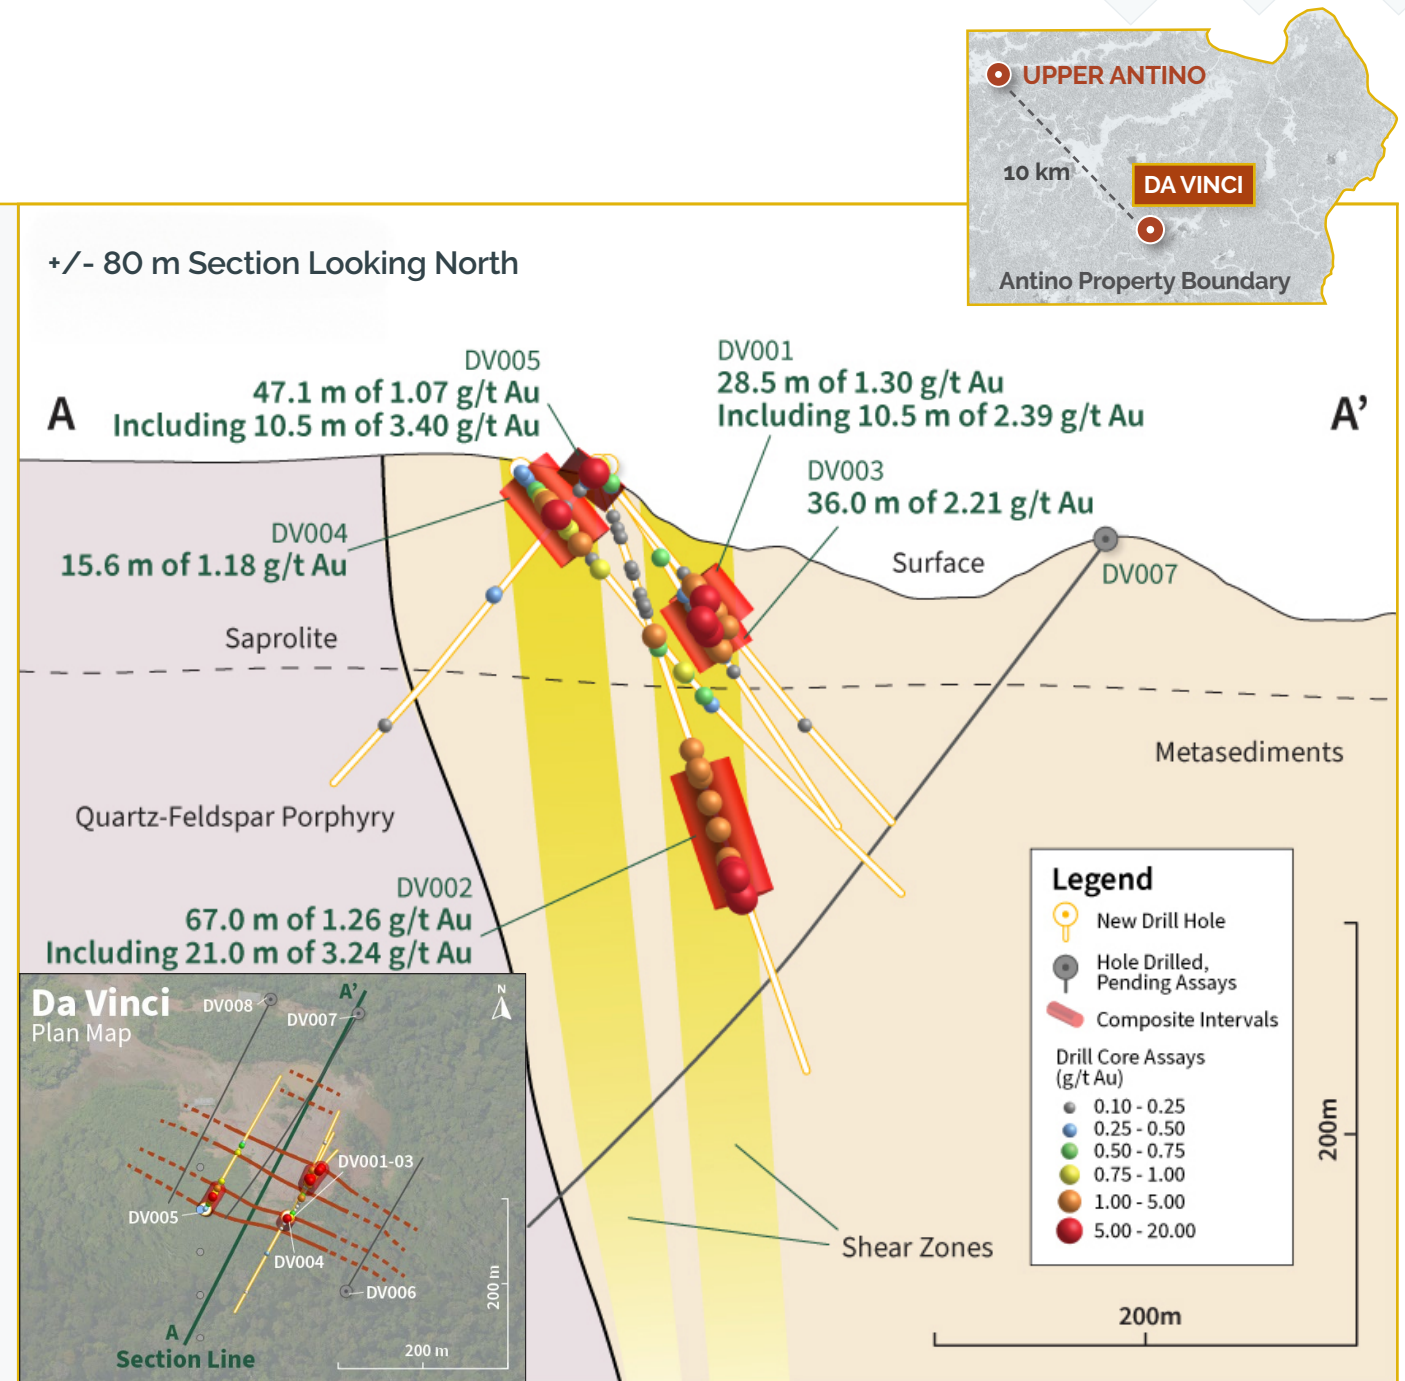 UPPER ANTINO
10 km
DA VINCI
Antino Property Boundary
+/- 80 m Section Looking North
A
A’
DV005
47.1 m of 1.07 g/t Au
Including 10.5 m of 3.40 g/t Au
DV001
28.5 m of 1.30 g/t Au
Including 10.5 m of 2.39 g/t Au
DV003
36.0 m of 2.21 g/t Au
DV004
15.6 m of 1.18 g/t Au
Surface
DV007
Saprolite
Metasediments
Quartz-Feldspar Porphyry
DV002
67.0 m of 1.26 g/t Au
Including 21.0 m of 3.24 g/t Au
Shear Zones
Legend
New Drill Hole
Hole Drilled,
Pending Assays
Composite Intervals
Drill Core Assays
(g/t Au)
0.10 - 0.25
0.25 - 0.50
0.50 - 0.75
0.75 - 1.00
1.00 - 5.00
5.00 - 20.00
200m
200m
Da Vinci
Plan Map
DV008
A’
DV007
N
DV001-03
DV005
DV004
DV006
200 m
A
Section Line
200 m